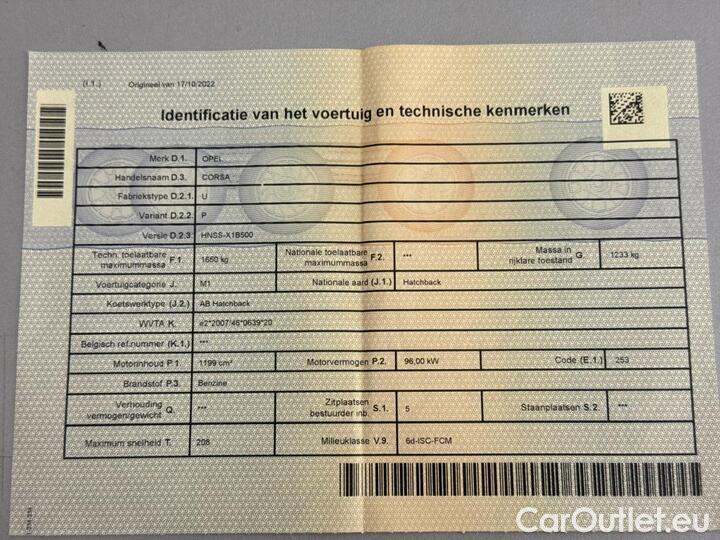 (I.1.) Origineel van 17/10/2022
Identificatie van het voertuig en technische kenmerken
Merk D.1. OPEL
Handelsnaam D.3. CORSA
Fabriekstype D.2.1. U
Variant D.2.2. P
Versie D.2.3. HNSS-X1B500
Techn. toelaatbare maximummassa F.1. 1650 kg Nationale toelaatbare maximummassa F.2. *** Massa in rijklare toestand G. 1233 kg
Voertuigcategorie J. M1 Nationale aard (J.1.) Hatchback
Koetswerktype (J.2.) AB Hatchback
WVTA K. e2*2007/46*0639*20
Belgisch ref.nummer (K.1.) ***
Motorinhoud P.1. 1199 cm³ Motorvermogen P.2. 96,00 kW Code (E.1.) 253
Brandstof P.3. Benzine
Verhouding vermogen/gewicht Q. *** Zitplaatsen bestuurder inb. S.1. 5 Staanplaatsen S.2. ***
Maximum snelheid T. 208 Milieuklasse V.9. 6d-ISC-FCM
CarOutlet.eu